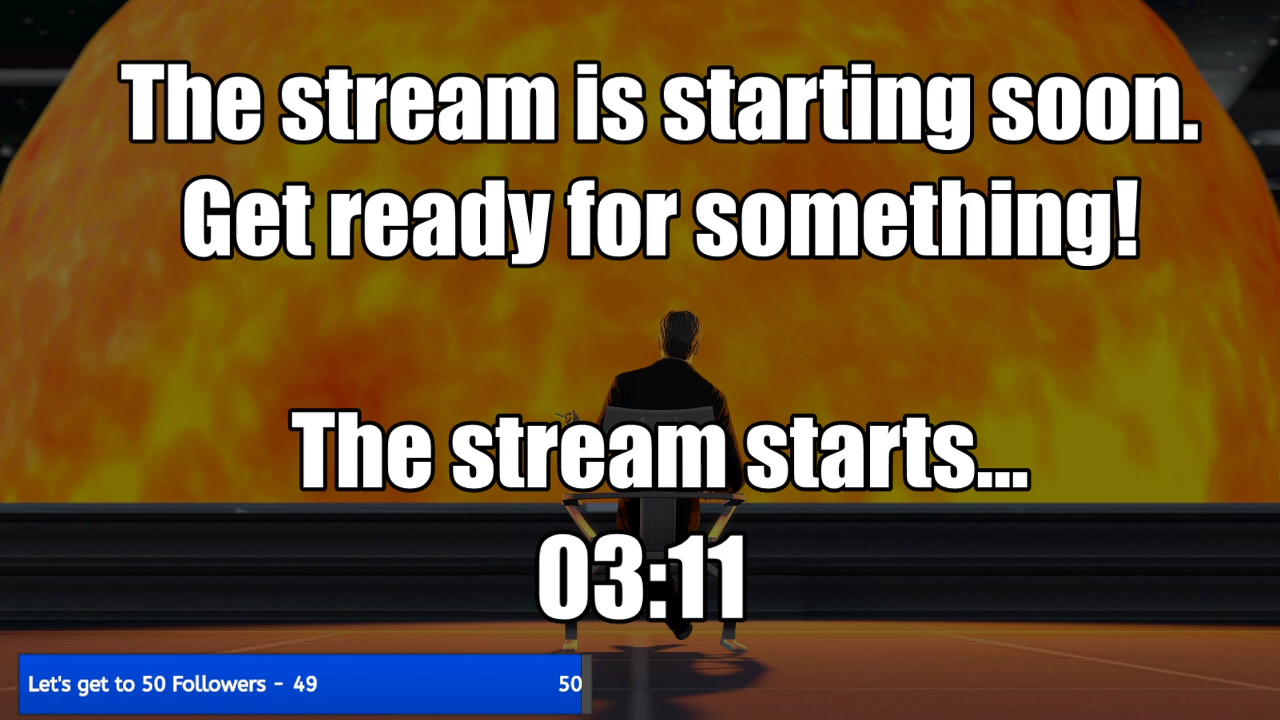 The stream is starting soon.
Get ready for something!
The stream starts...
03:11
Let's get to 50 Followers - 49 50